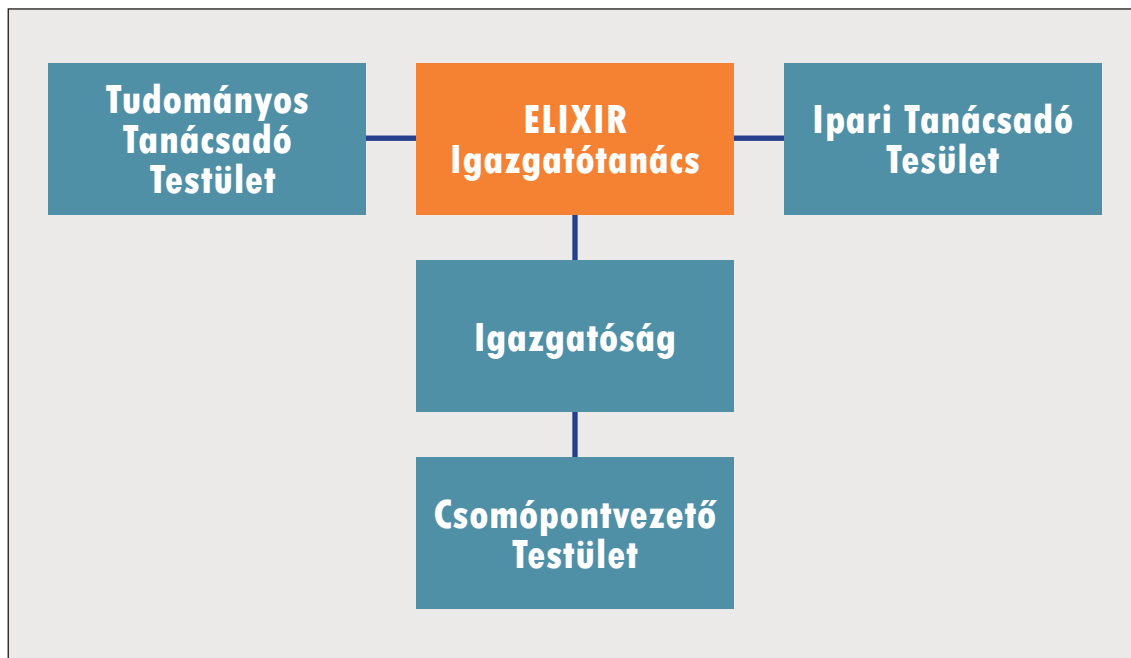 Tudományos
Tanácsadó
Testület
ELIXIR
Igazgatótanács
Ipari Tanácsadó
Tesület
Igazgatóság
Csomópontvezető
Testület